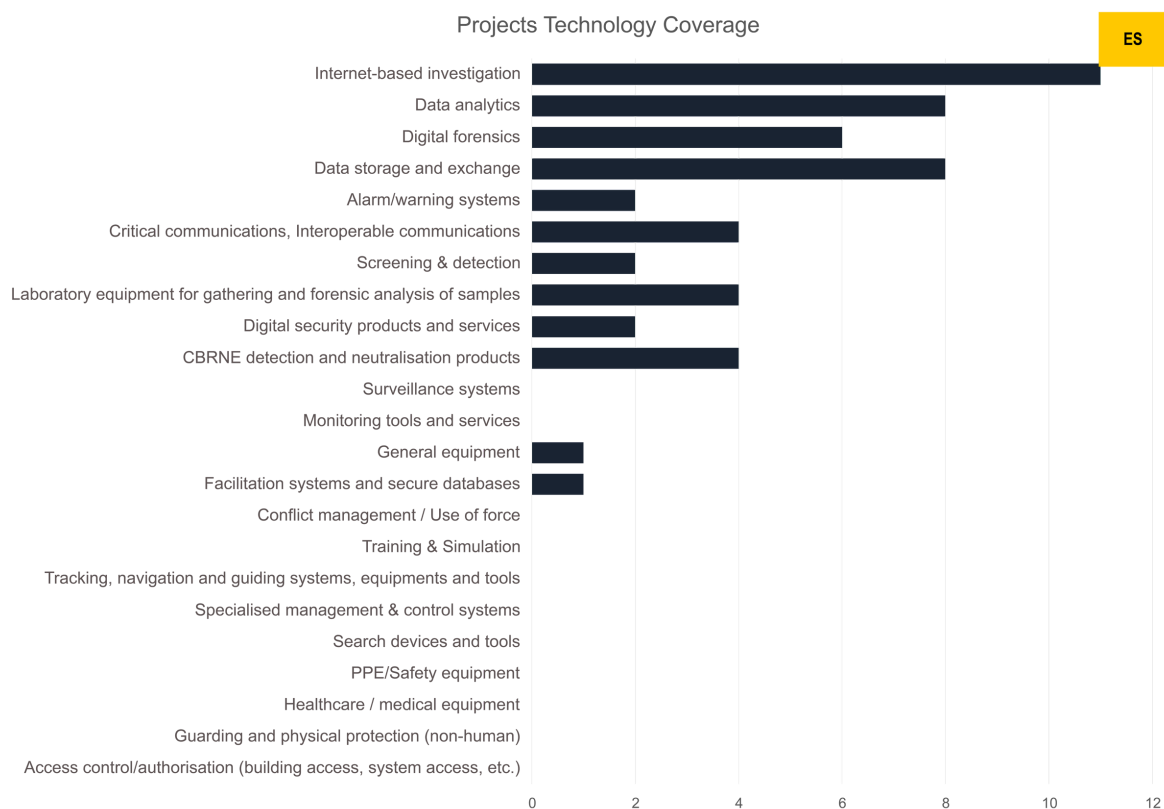 Projects Technology Coverage
ES
Internet-based investigation
Data analytics
Digital forensics
Data storage and exchange
Alarm/warning systems
Critical communications, Interoperable communications
Screening & detection
Laboratory equipment for gathering and forensic analysis of samples
Digital security products and services
CBRNE detection and neutralisation products
Surveillance systems
Monitoring tools and services
General equipment
Facilitation systems and secure databases
Conflict management / Use of force
Training & Simulation
Tracking, navigation and guiding systems, equipments and tools
Specialised management & control systems
Search devices and tools
PPE/Safety equipment
Healthcare / medical equipment
Guarding and physical protection (non-human)
Access control/authorisation (building access, system access, etc.)
0 2 4 6 8 10 12